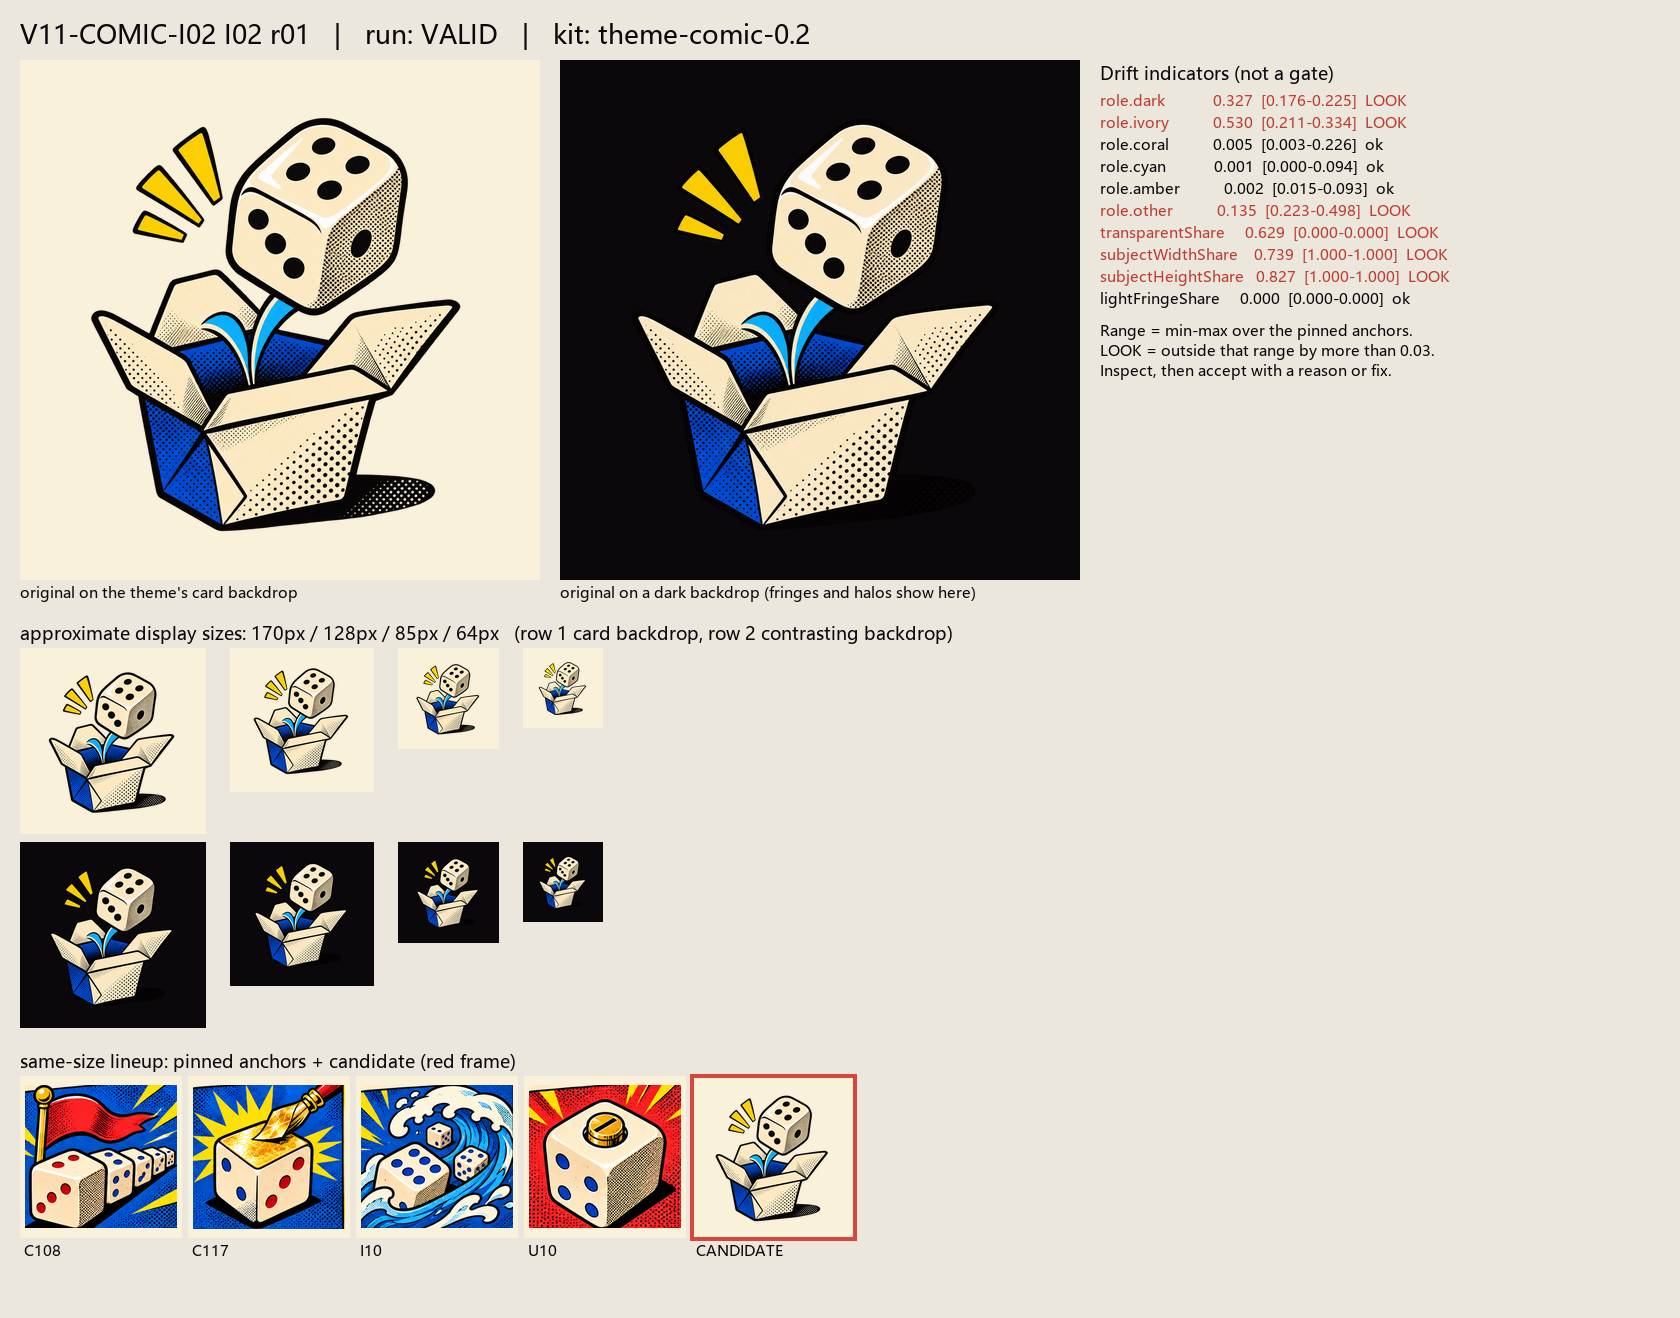 V11-COMIC-I02 I02 r01 | run: VALID | kit: theme-comic-0.2
Drift indicators (not a gate)
role.dark 0.327 [0.176-0.225] LOOK
role.ivory 0.530 [0.211-0.334] LOOK
role.coral 0.005 [0.003-0.226] ok
role.cyan 0.001 [0.000-0.094] ok
role.amber 0.002 [0.015-0.093] ok
role.other 0.135 [0.223-0.498] LOOK
transparentShare 0.629 [0.000-0.000] LOOK
subjectWidthShare 0.739 [1.000-1.000] LOOK
subjectHeightShare 0.827 [1.000-1.000] LOOK
lightFringeShare 0.000 [0.000-0.000] ok
Range = min-max over the pinned anchors.
LOOK = outside that range by more than 0.03.
Inspect, then accept with a reason or fix.
original on the theme's card backdrop
original on a dark backdrop (fringes and halos show here)
approximate display sizes: 170px / 128px / 85px / 64px (row 1 card backdrop, row 2 contrasting backdrop)
same-size lineup: pinned anchors + candidate (red frame)
C108
C117
I10
U10
CANDIDATE